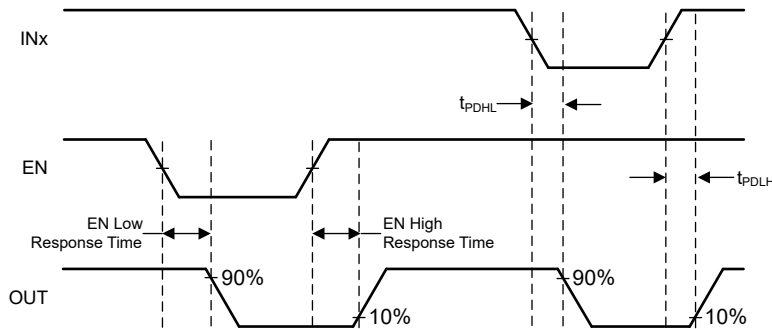 INx
tPDHL
EN
tPDLH
EN Low
Response Time
EN High
Response Time
90%
90%
OUT
10%
10%